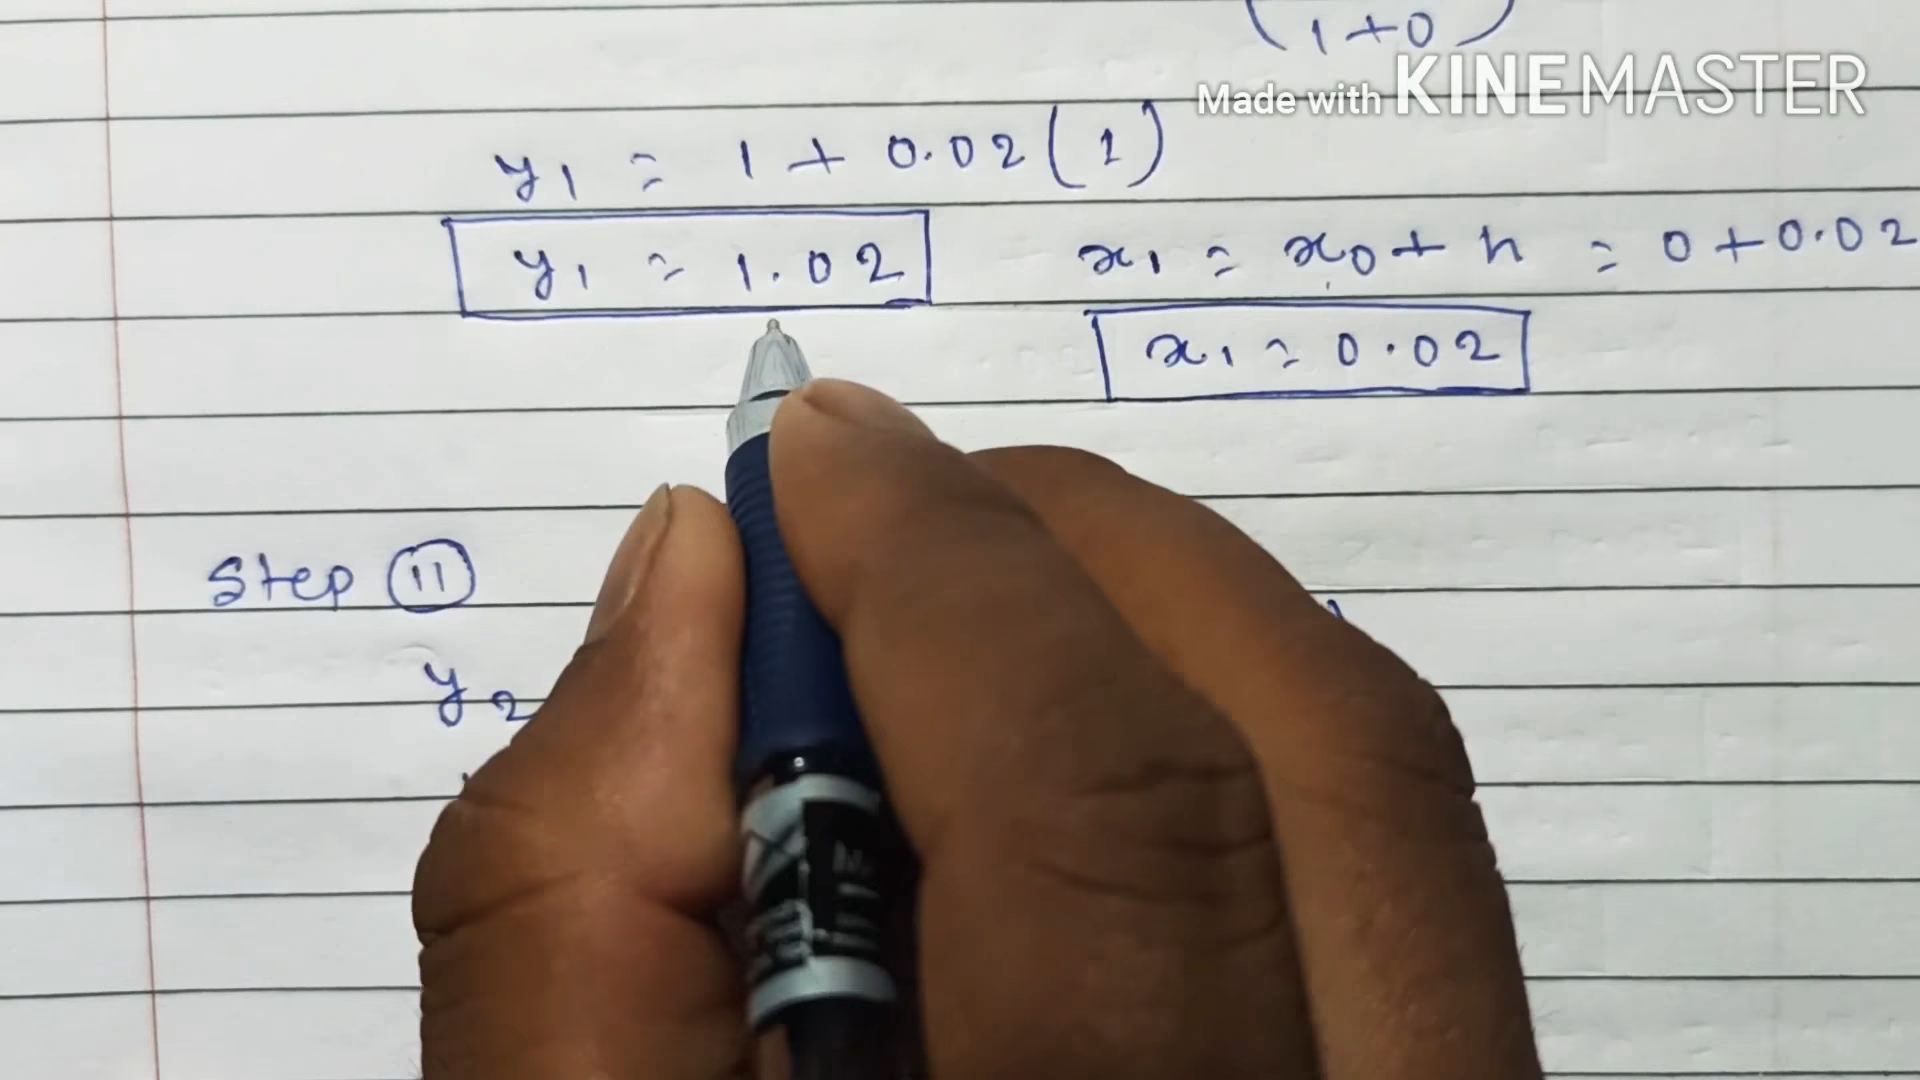 (1+0)
Made with KINEMASTER
y1 = 1 + 0.02 (1)
y1 = 1.02
x1 = x0 + h = 0 + 0.02
x1 = 0.02
Step 11
y2